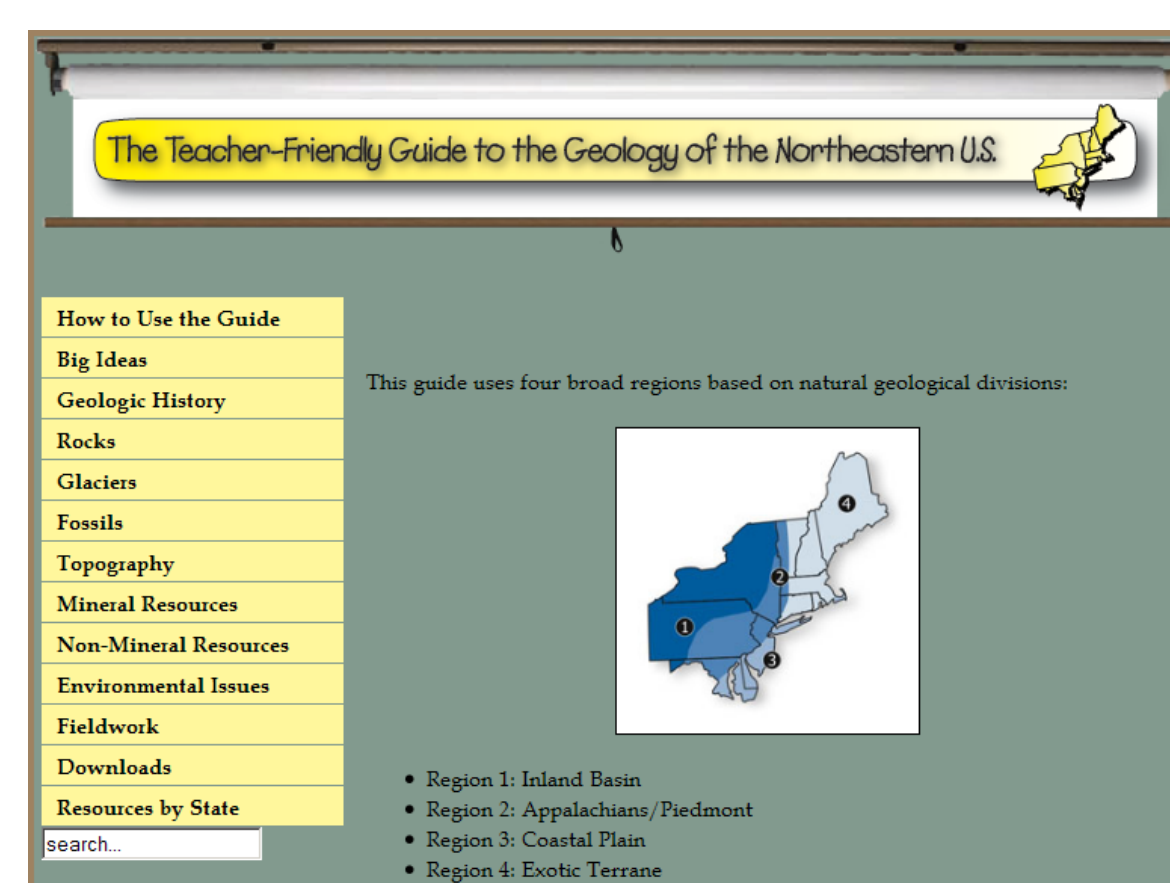 The Teacher-Friendly Guide to the Geology of the Northeastern U.S.
How to Use the Guide
Big Ideas
Geologic History
Rocks
Glaciers
Fossils
Topography
Mineral Resources
Non-Mineral Resources
Environmental Issues
Fieldwork
Downloads
Resources by State
search...
This guide uses four broad regions based on natural geological divisions:
4
2
1
3
• Region 1: Inland Basin
• Region 2: Appalachians/Piedmont
• Region 3: Coastal Plain
• Region 4: Exotic Terrane